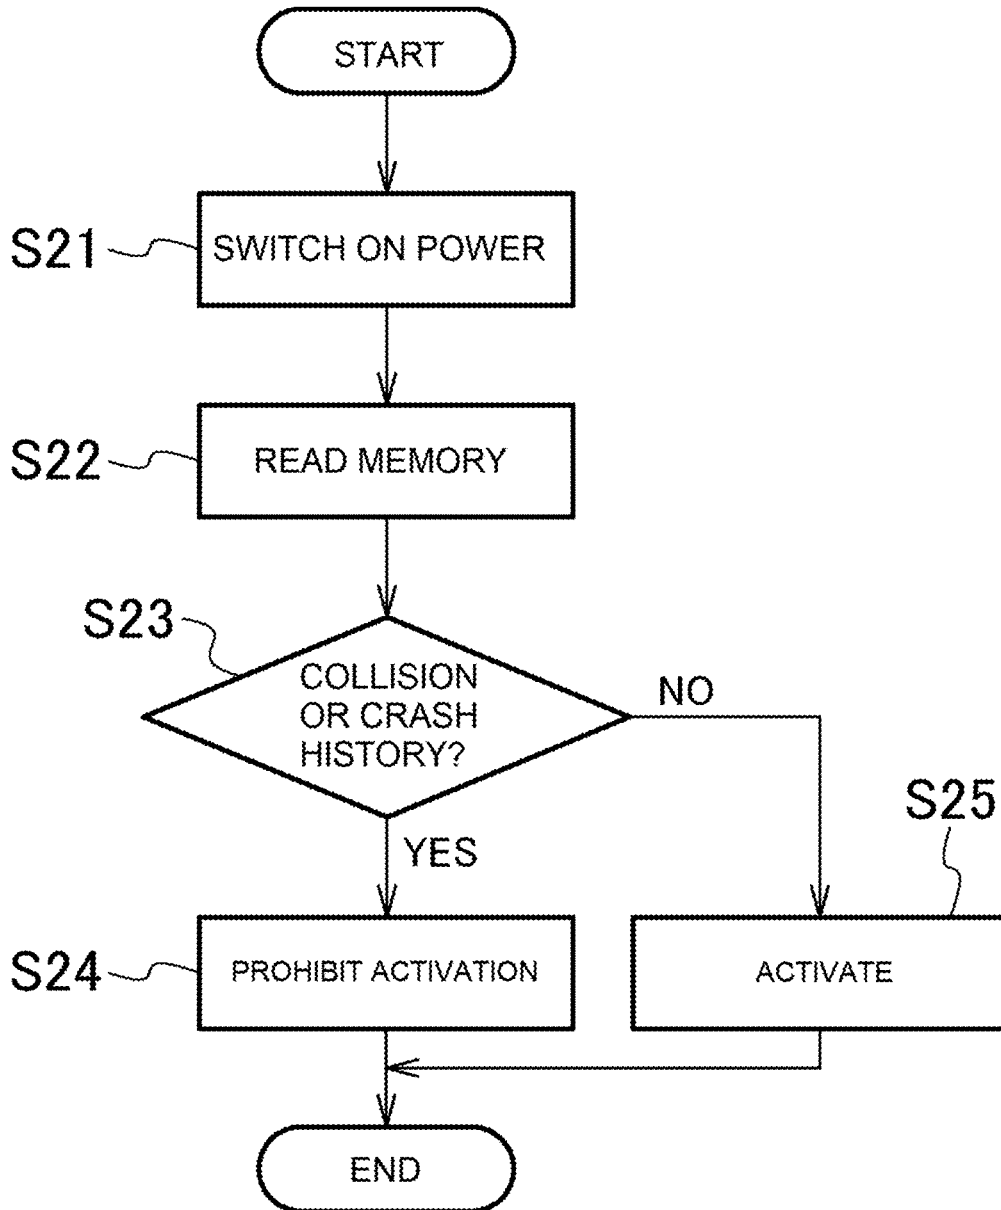 START
S21
SWITCH ON POWER
S22
READ MEMORY
S23
COLLISION
OR CRASH
HISTORY?
NO
YES
S25
S24
PROHIBIT ACTIVATION
ACTIVATE
END